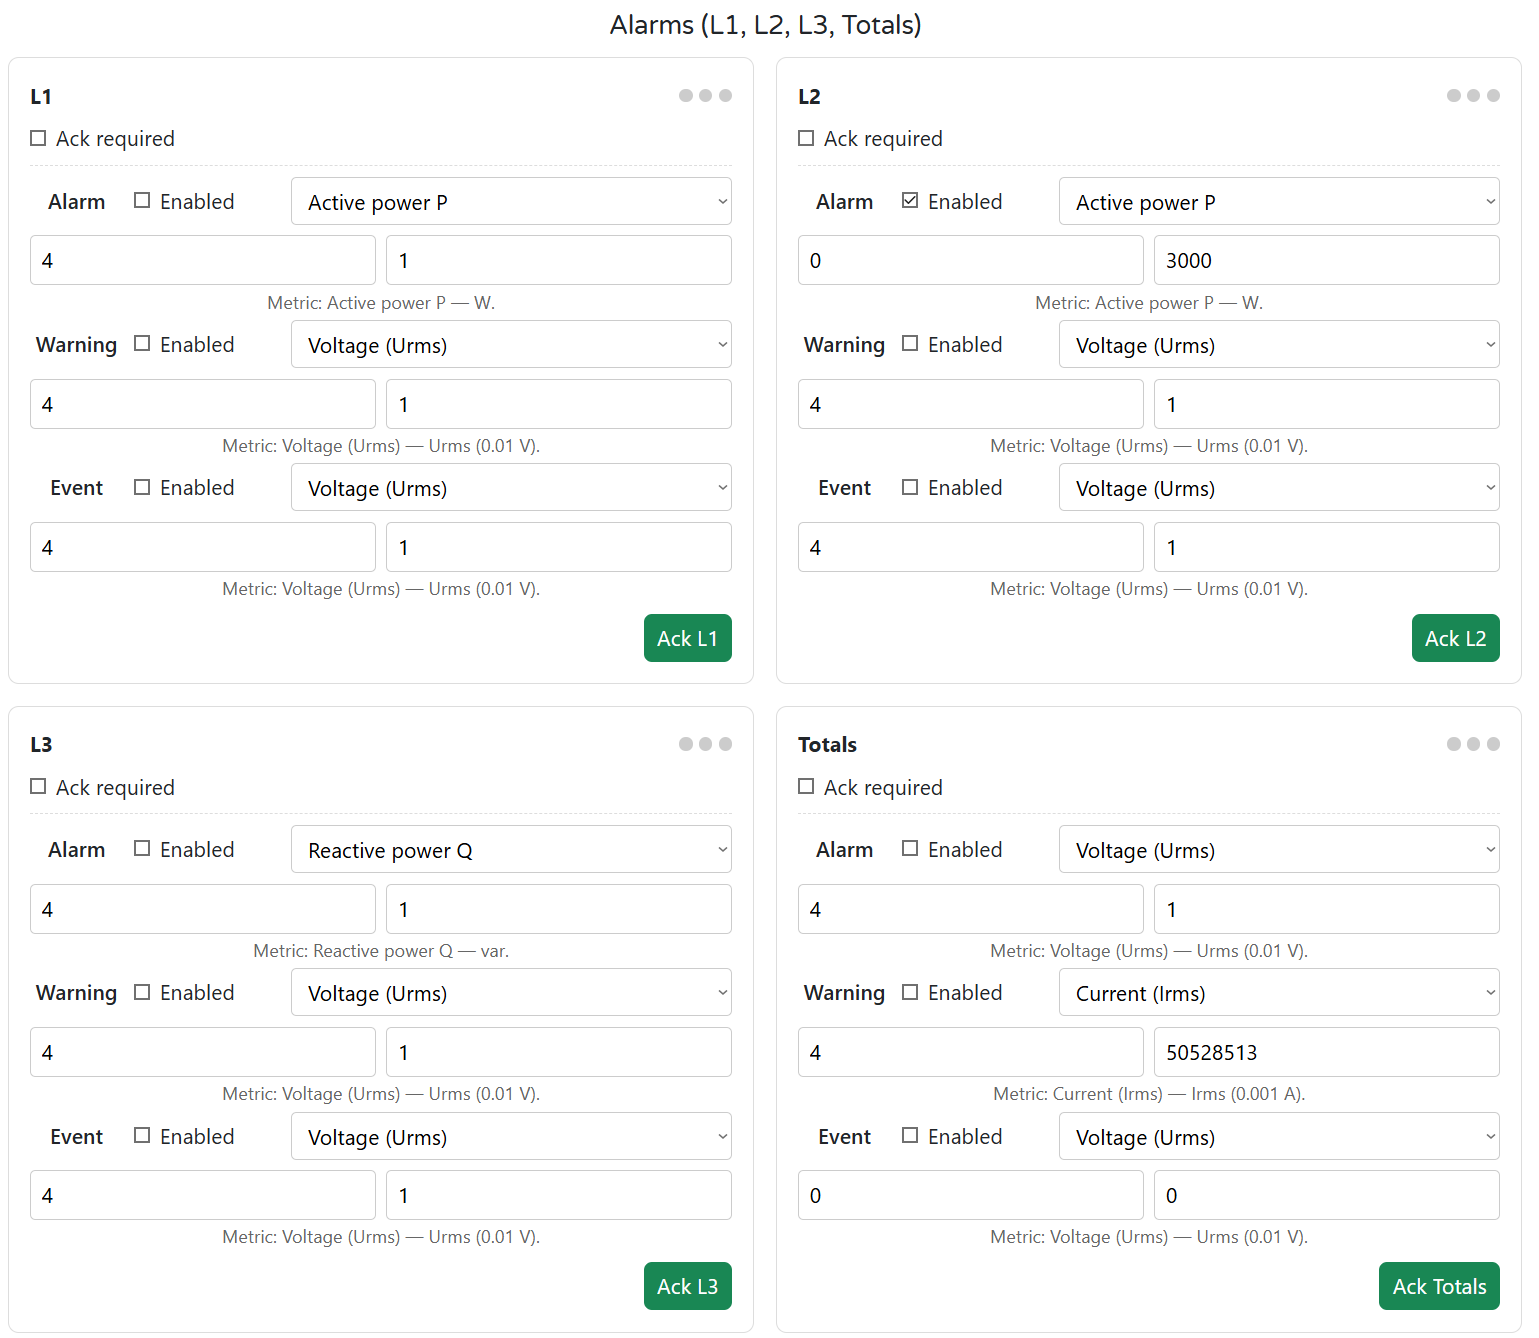 Alarms (L1, L2, L3, Totals)
L1
Ack required
Alarm Enabled Active power P
4 1
Metric: Active power P — W.
Warning Enabled Voltage (Urms)
4 1
Metric: Voltage (Urms) — Urms (0.01 V).
Event Enabled Voltage (Urms)
4 1
Metric: Voltage (Urms) — Urms (0.01 V).
Ack L1
L2
Ack required
Alarm Enabled Active power P
0 3000
Metric: Active power P — W.
Warning Enabled Voltage (Urms)
4 1
Metric: Voltage (Urms) — Urms (0.01 V).
Event Enabled Voltage (Urms)
4 1
Metric: Voltage (Urms) — Urms (0.01 V).
Ack L2
L3
Ack required
Alarm Enabled Reactive power Q
4 1
Metric: Reactive power Q — var.
Warning Enabled Voltage (Urms)
4 1
Metric: Voltage (Urms) — Urms (0.01 V).
Event Enabled Voltage (Urms)
4 1
Metric: Voltage (Urms) — Urms (0.01 V).
Ack L3
Totals
Ack required
Alarm Enabled Voltage (Urms)
4 1
Metric: Voltage (Urms) — Urms (0.01 V).
Warning Enabled Current (Irms)
4 50528513
Metric: Current (Irms) — Irms (0.001 A).
Event Enabled Voltage (Urms)
0 0
Metric: Voltage (Urms) — Urms (0.01 V).
Ack Totals